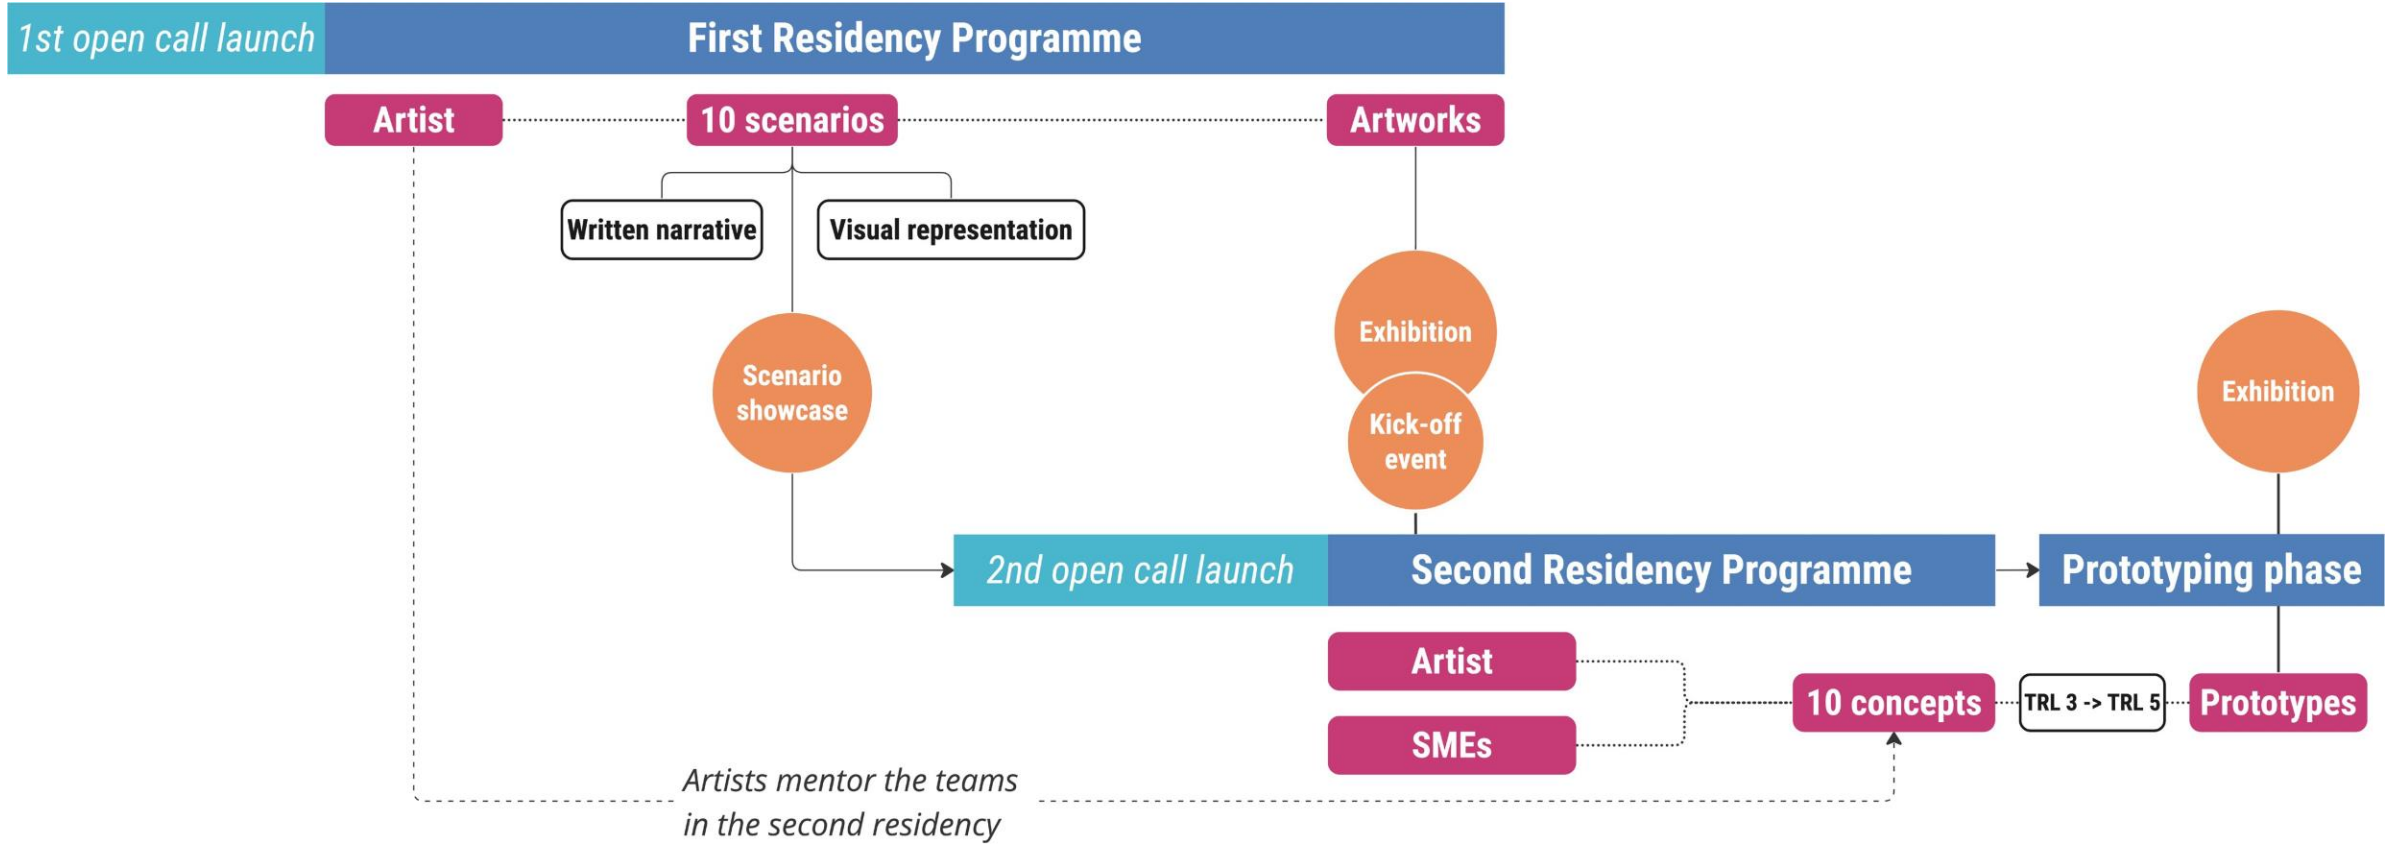 1st open call launch
First Residency Programme
Artist
10 scenarios
Artworks
Written narrative
Visual representation
Scenario
showcase
Exhibition
Kick-off
event
Exhibition
2nd open call launch
Second Residency Programme
Prototyping phase
Artist
SMEs
10 concepts
TRL 3 -> TRL 5
Prototypes
Artists mentor the teams
in the second residency